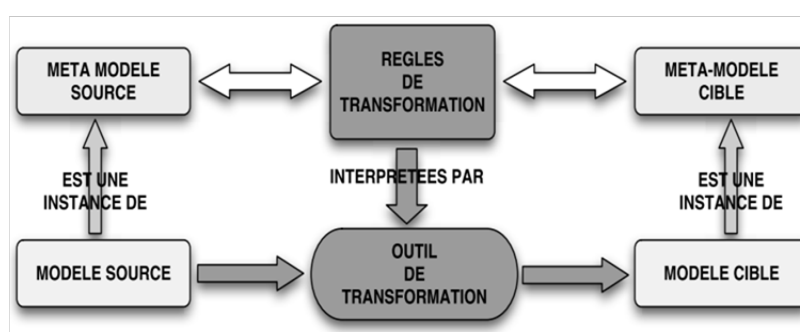 META MODELE
SOURCE
REGLES
DE
TRANSFORMATION
META-MODELE
CIBLE
EST UNE
INSTANCE DE
INTERPRETEES PAR
EST UNE
INSTANCE DE
MODELE SOURCE
OUTIL
DE
TRANSFORMATION
MODELE CIBLE